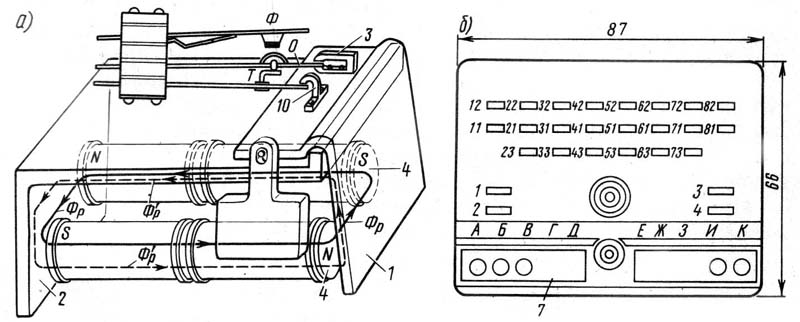 а)
Ф
О
3
Т
10
N
S
4
Фр
Ф'р
Фр
S
Ф'р
N
4
2
1
б)
87
12 22 32 42 52 62 72 82
11 21 31 41 51 61 71 81
23 33 43 53 63 73
66
1 3
2 4
А Б В Г Д Е Ж З И К
7